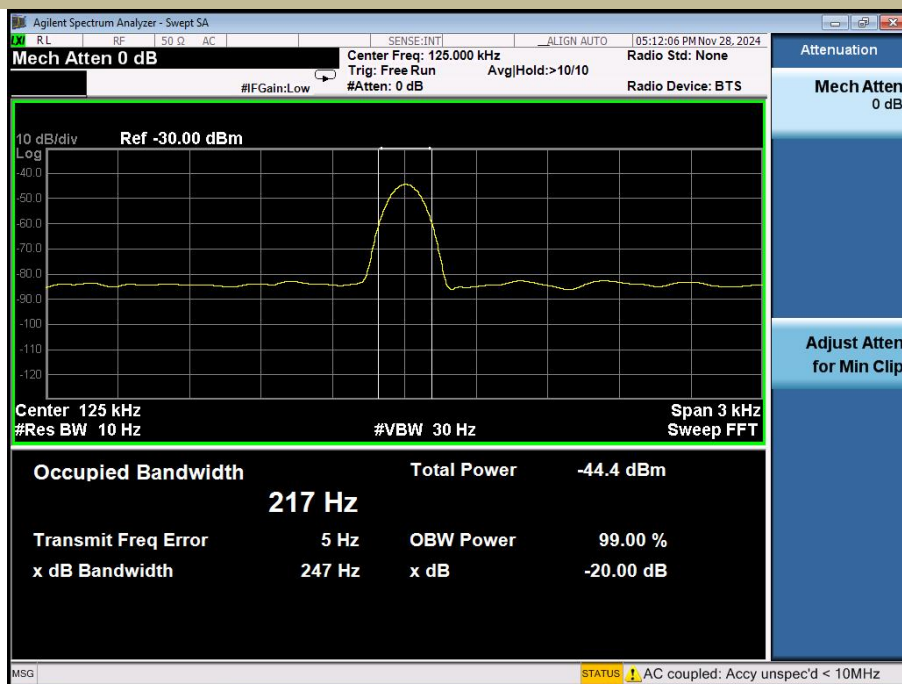 Agilent Spectrum Analyzer - Swept SA
LXI RL RF 50 Ω AC SENSE:INT ALIGN AUTO 05:12:06 PM Nov 28, 2024
Mech Atten 0 dB
Center Freq: 125.000 kHz Radio Std: None
Trig: Free Run Avg|Hold:>10/10
#IFGain:Low #Atten: 0 dB Radio Device: BTS
Attenuation
Mech Atten
0 dB
Adjust Atten
for Min Clip
10 dB/div Ref -30.00 dBm
Log
-40.0
-50.0
-60.0
-70.0
-80.0
-90.0
-100
-110
-120
Center 125 kHz Span 3 kHz
#Res BW 10 Hz #VBW 30 Hz Sweep FFT
Occupied Bandwidth Total Power -44.4 dBm
217 Hz
Transmit Freq Error 5 Hz OBW Power 99.00 %
x dB Bandwidth 247 Hz x dB -20.00 dB
MSG STATUS ! AC coupled: Accy unspec'd < 10MHz